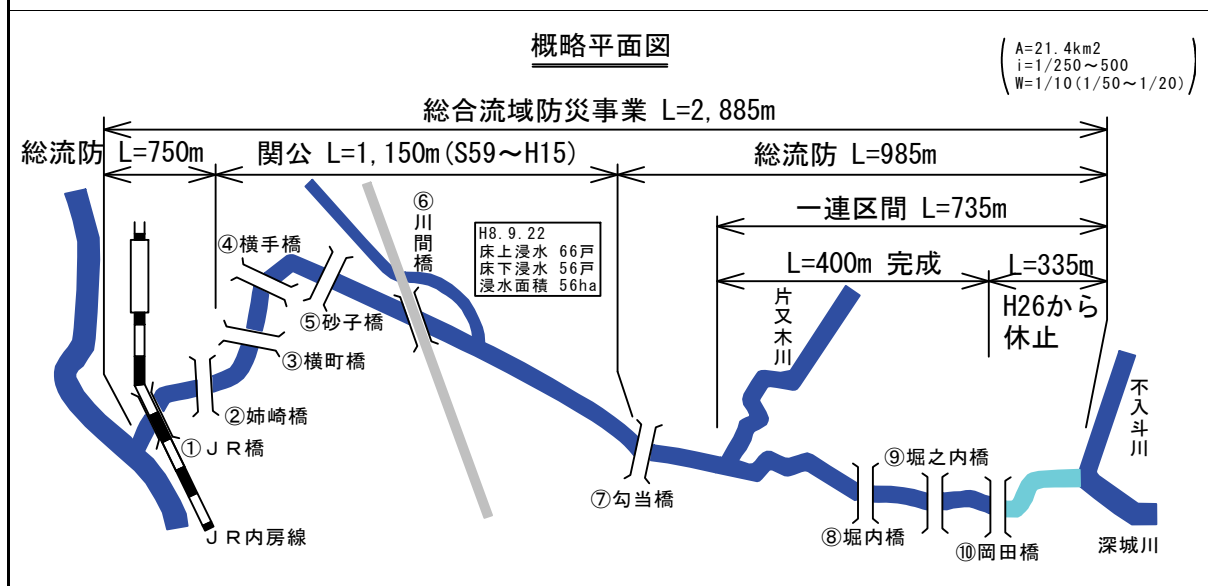 概略平面図
A=21.4km2
i=1/250～500
W=1/10(1/50～1/20)
総合流域防災事業 L=2,885m
総流防 L=750m
関公 L=1,150m(S59～H15)
総流防 L=985m
一連区間 L=735m
L=400m 完成
L=335m
H26から
休止
H8.9.22
床上浸水 66戸
床下浸水 56戸
浸水面積 56ha
①JR橋
②姉崎橋
③横町橋
④横手橋
⑤砂子橋
⑥川間橋
⑦勾当橋
⑧堀内橋
⑨堀之内橋
⑩岡田橋
片又木川
不入斗川
深城川
JR内房線